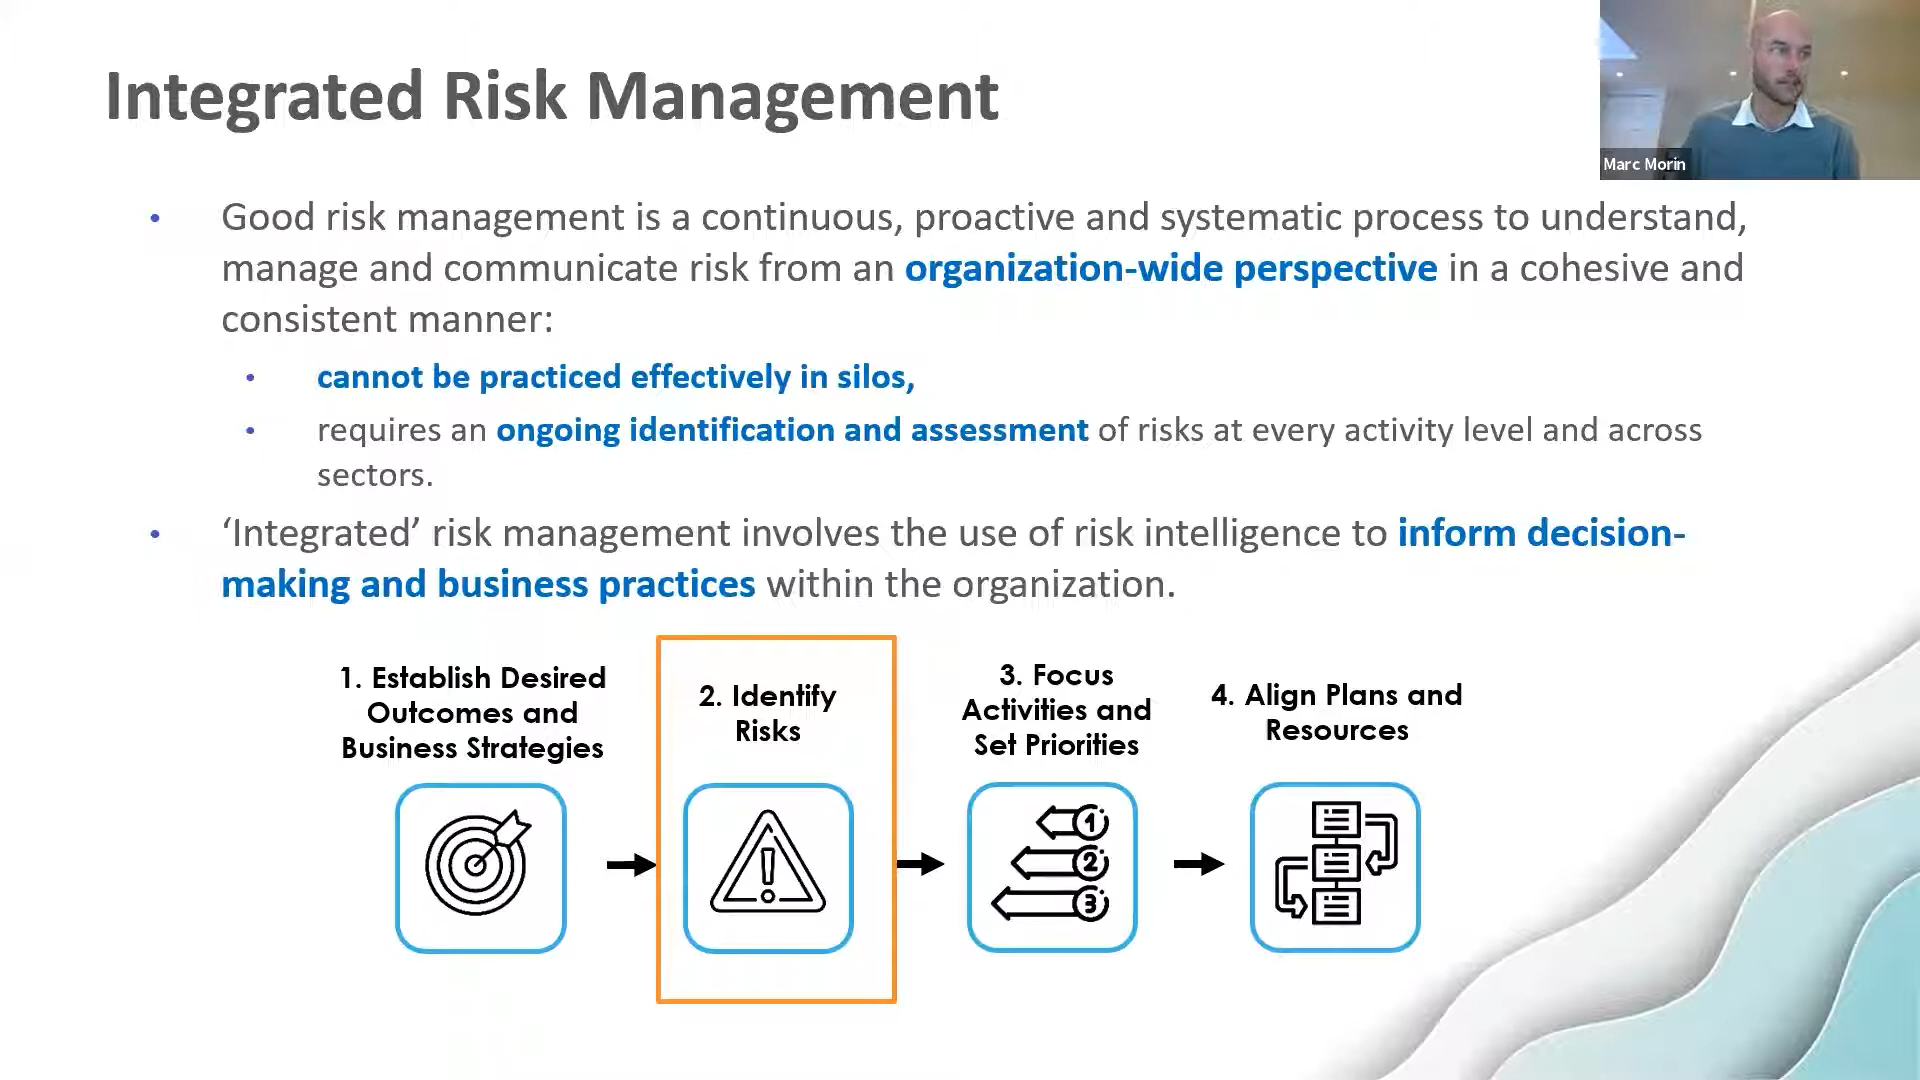 Integrated Risk Management
Marc Morin
• Good risk management is a continuous, proactive and systematic process to understand,
manage and communicate risk from an organization-wide perspective in a cohesive and
consistent manner:
• cannot be practiced effectively in silos,
• requires an ongoing identification and assessment of risks at every activity level and across
sectors.
• ‘Integrated’ risk management involves the use of risk intelligence to inform decision-
making and business practices within the organization.
1. Establish Desired
Outcomes and
Business Strategies
2. Identify
Risks
3. Focus
Activities and
Set Priorities
1
2
3
4. Align Plans and
Resources